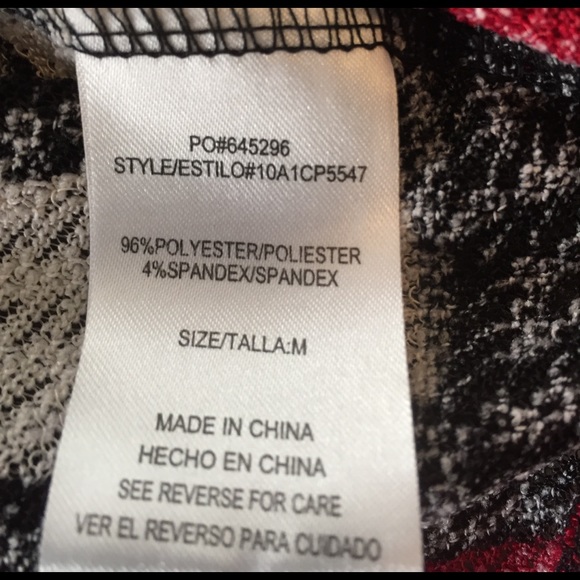 PO#645296
STYLE/ESTILO#10A1CP5547
96%POLYESTER/POLIESTER
4%SPANDEX/SPANDEX
SIZE/TALLA:M
MADE IN CHINA
HECHO EN CHINA
SEE REVERSE FOR CARE
VER EL REVERSO PARA CUIDADO